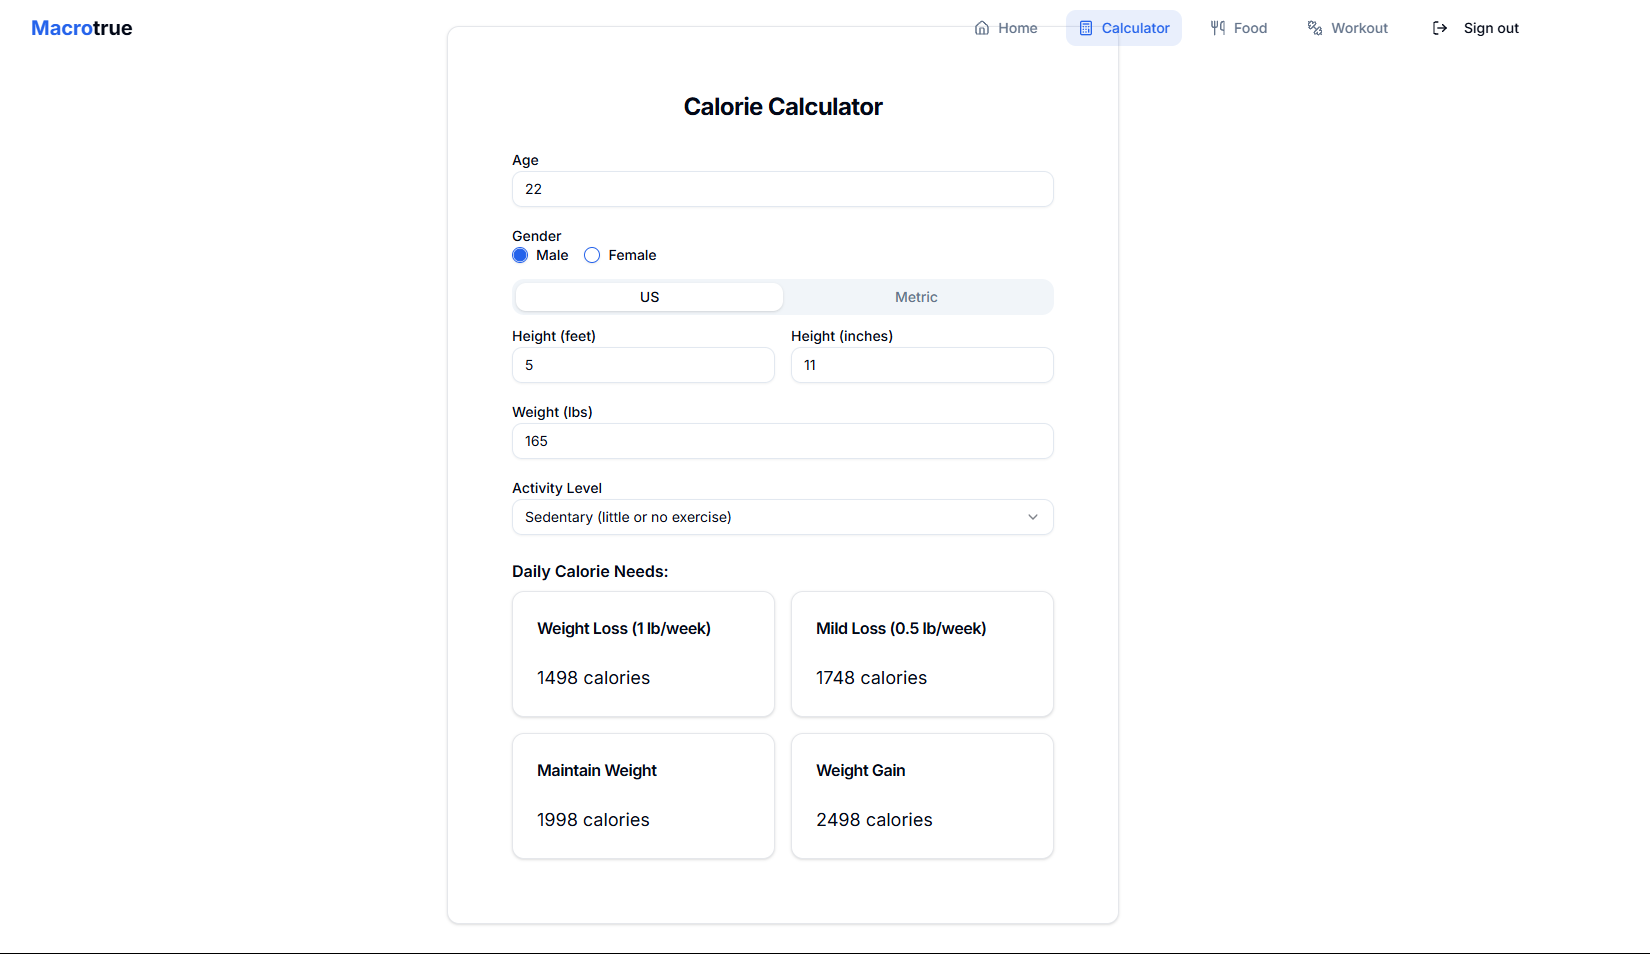 Macrotrue Home Calculator Food Workout Sign out
Calorie Calculator
Age
22
Gender
Male Female
US Metric
Height (feet) Height (inches)
5 11
Weight (lbs)
165
Activity Level
Sedentary (little or no exercise)
Daily Calorie Needs:
Weight Loss (1 lb/week) Mild Loss (0.5 lb/week)
1498 calories 1748 calories
Maintain Weight Weight Gain
1998 calories 2498 calories